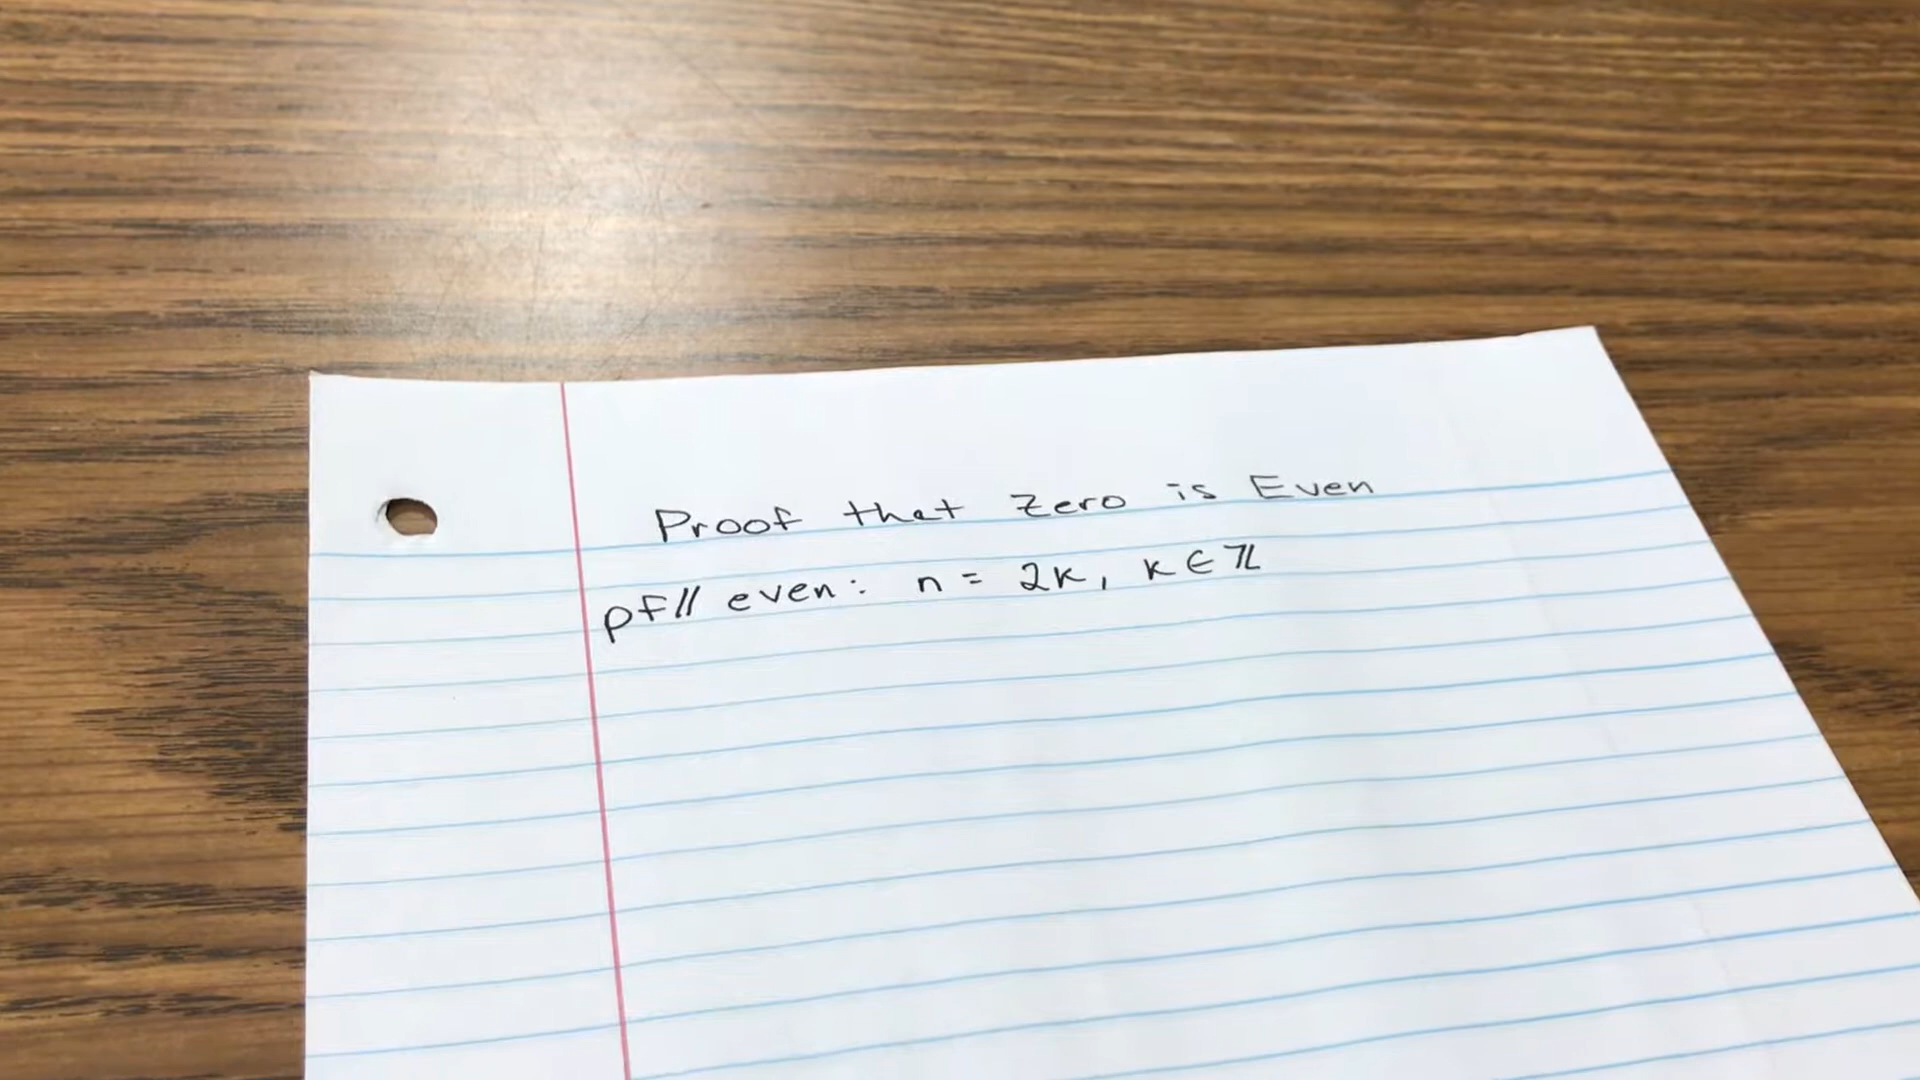 Proof that Zero is Even
pf// even: n = 2k, k ∈ ℤ